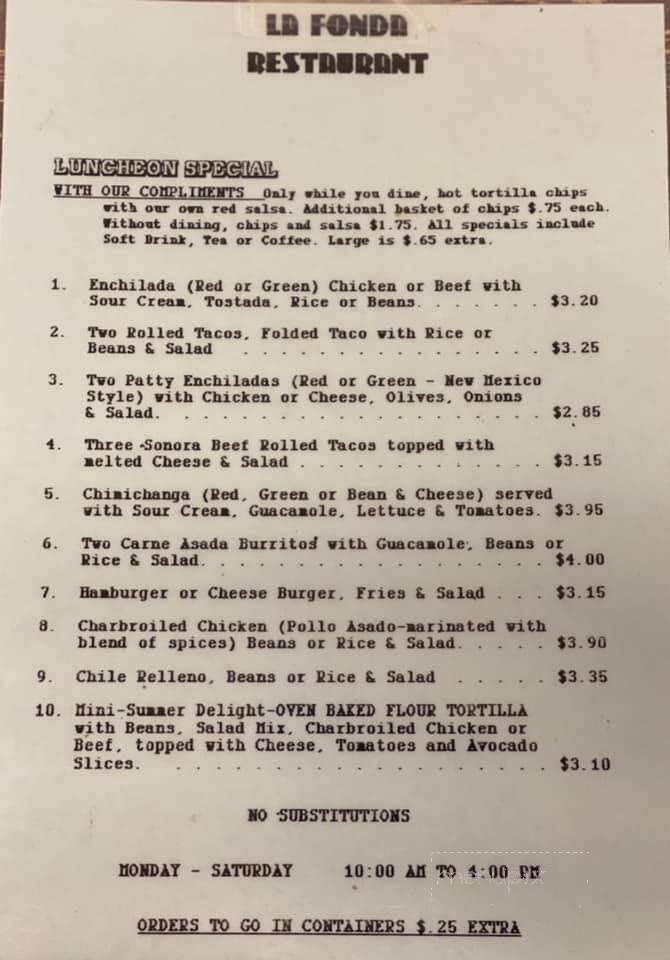 LA FONDA
RESTAURANT
LUNCHEON SPECIAL
WITH OUR COMPLIMENTS Only while you dine, hot tortilla chips
with our own red salsa. Additional basket of chips $.75 each.
Without dining, chips and salsa $1.75. All specials include
Soft Drink, Tea or Coffee. Large is $.65 extra.
1. Enchilada (Red or Green) Chicken or Beef with
Sour Cream, Tostada, Rice or Beans. . . . . . . $3.20
2. Two Rolled Tacos, Folded Taco with Rice or
Beans & Salad . . . . . . . . . . . . . . . . $3.25
3. Two Patty Enchiladas (Red or Green - New Mexico
Style) with Chicken or Cheese, Olives, Onions
& Salad. . . . . . . . . . . . . . . . . . . . $2.85
4. Three Sonora Beef Rolled Tacos topped with
melted Cheese & Salad . . . . . . . . . . . . . $3.15
5. Chimichanga (Red, Green or Bean & Cheese) served
with Sour Cream, Guacamole, Lettuce & Tomatoes. $3.95
6. Two Carne Asada Burritos with Guacamole, Beans or
Rice & Salad. . . . . . . . . . . . . . . . . . $4.00
7. Hamburger or Cheese Burger, Fries & Salad . . . $3.15
8. Charbroiled Chicken (Pollo Asado-marinated with
blend of spices) Beans or Rice & Salad. . . . . $3.90
9. Chile Relleno, Beans or Rice & Salad . . . . . $3.35
10. Mini-Summer Delight-OVEN BAKED FLOUR TORTILLA
with Beans, Salad Mix, Charbroiled Chicken or
Beef, topped with Cheese, Tomatoes and Avocado
Slices. . . . . . . . . . . . . . . . . . . . $3.10
NO SUBSTITUTIONS
MONDAY - SATURDAY 10:00 AM TO 4:00 PM
ORDERS TO GO IN CONTAINERS $.25 EXTRA